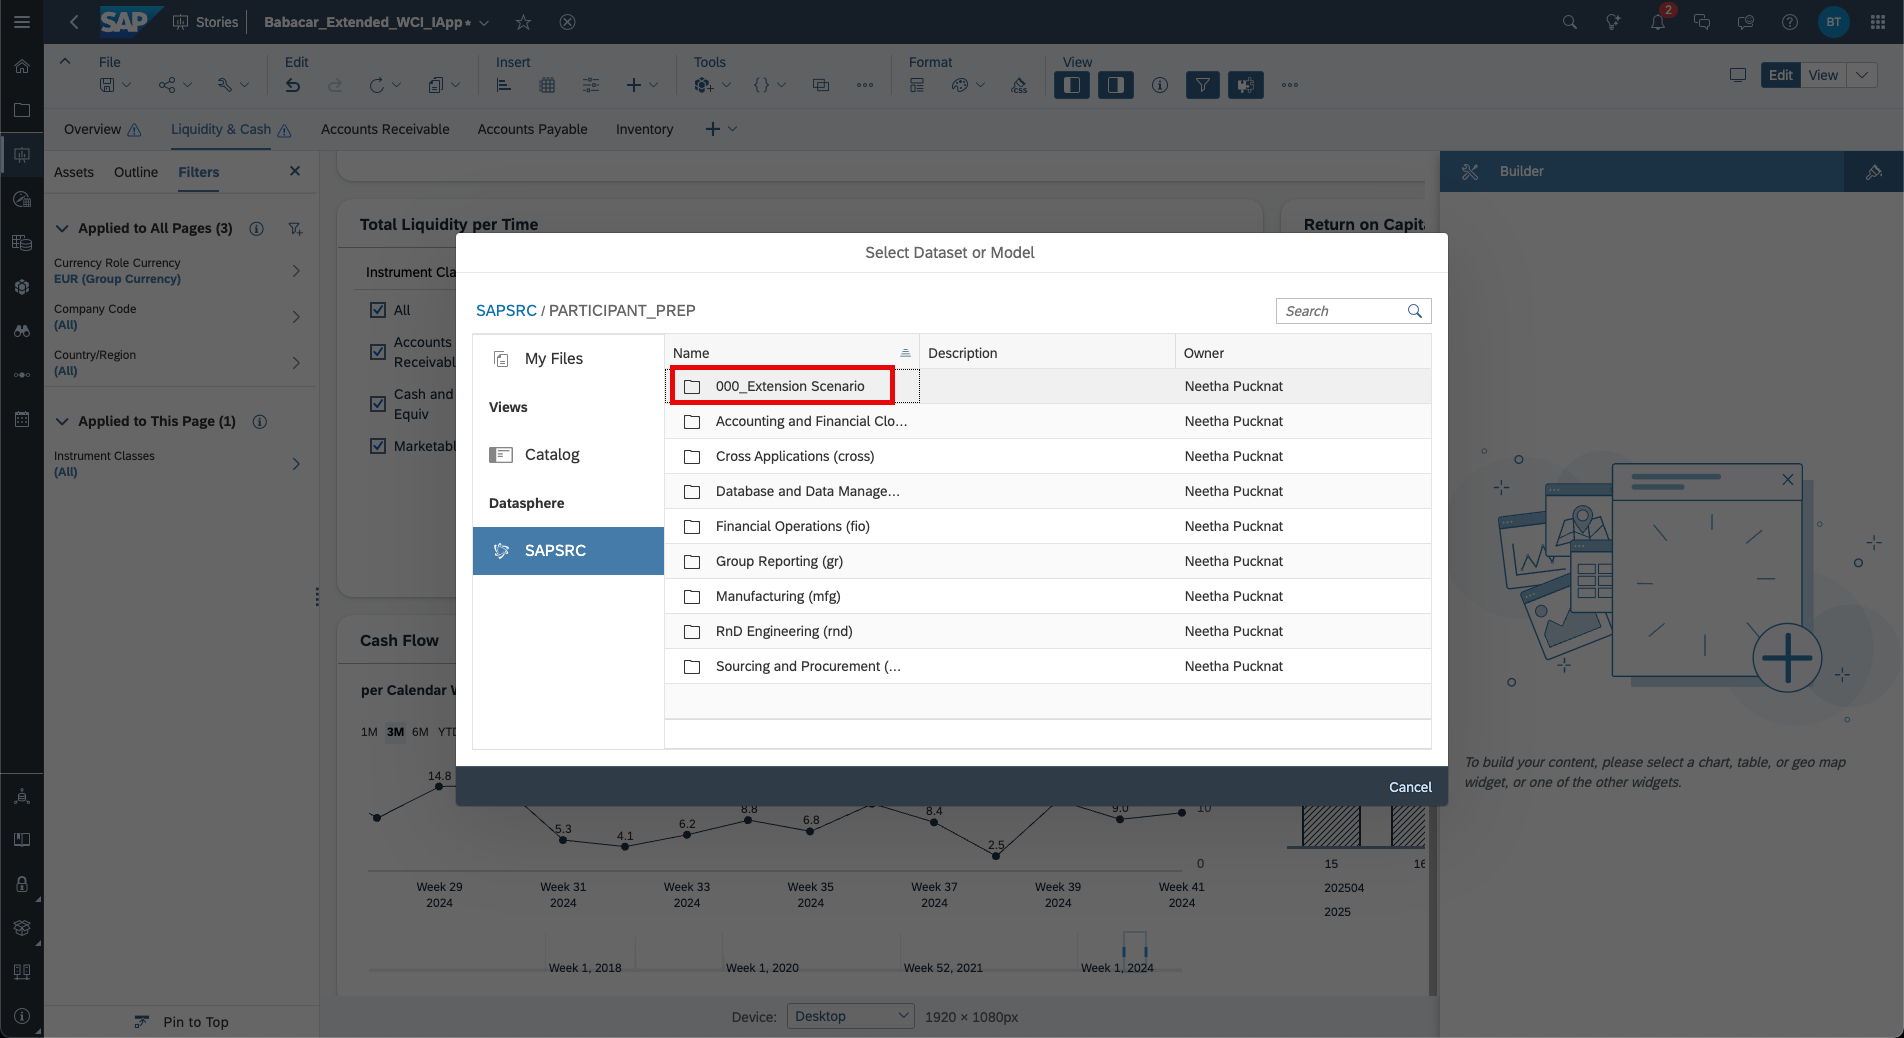 SAP Stories Babacar_Extended_WCI_IApp* 2 BT
File Edit Insert Tools Format View
CSS Edit View
Overview Liquidity & Cash Accounts Receivable Accounts Payable Inventory
Assets Outline Filters
Builder
Applied to All Pages (3)
Currency Role Currency
EUR (Group Currency)
Company Code
(All)
Country/Region
(All)
Applied to This Page (1)
Instrument Classes
(All)
Pin to Top
Total Liquidity per Time
Return on Capita
Instrument Cla
All
Accounts
Receivabl
Cash and
Equiv
Marketabl
Select Dataset or Model
SAPSRC / PARTICIPANT_PREP
Search
My Files
Views
Catalog
Datasphere
SAPSRC
Name Description Owner
000_Extension Scenario Neetha Pucknat
Accounting and Financial Clo... Neetha Pucknat
Cross Applications (cross) Neetha Pucknat
Database and Data Manage... Neetha Pucknat
Financial Operations (fio) Neetha Pucknat
Group Reporting (gr) Neetha Pucknat
Manufacturing (mfg) Neetha Pucknat
RnD Engineering (rnd) Neetha Pucknat
Sourcing and Procurement (... Neetha Pucknat
Cancel
To build your content, please select a chart, table, or geo map
widget, or one of the other widgets.
Cash Flow
per Calendar W
1M 3M 6M YTD
14.8
5.3
4.1
6.2
8.8
6.8
8.4
2.5
9.0
10
0
Week 29 Week 31 Week 33 Week 35 Week 37 Week 39 Week 41
2024 2024 2024 2024 2024 2024 2024
15 16
202504
2025
Week 1, 2018 Week 1, 2020 Week 52, 2021 Week 1, 2024
Device: Desktop 1920 × 1080px